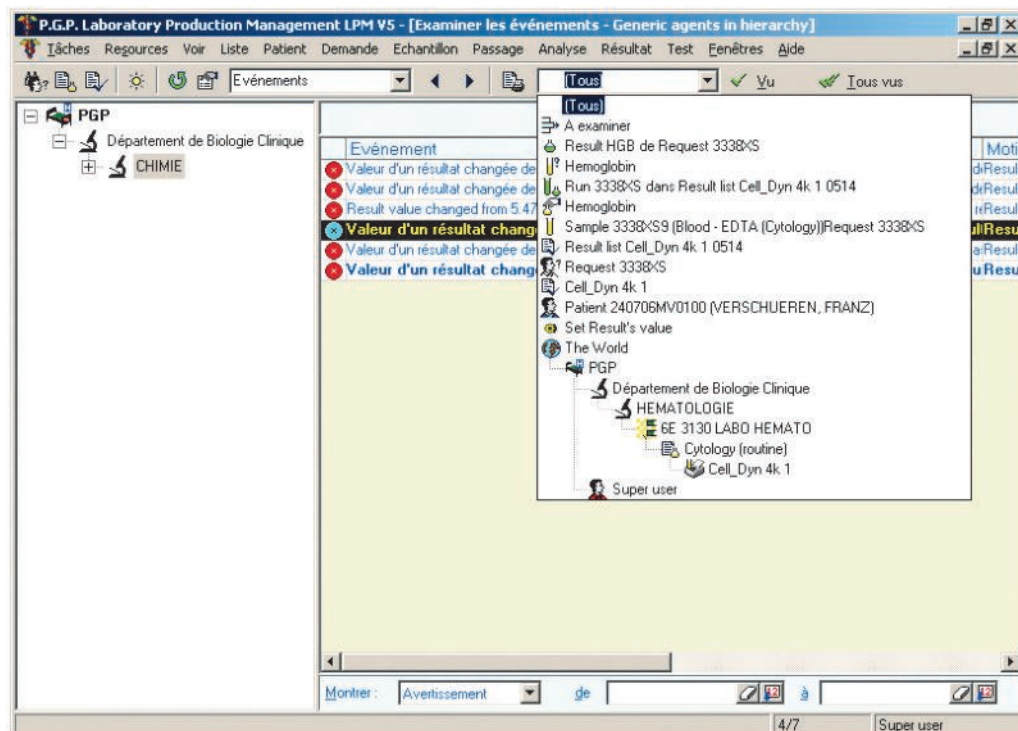 P.G.P. Laboratory Production Management LPM V5 - [Examiner les événements - Generic agents in hierarchy]
Tâches Resources Voir Liste Patient Demande Echantillon Passage Analyse Résultat Test Fenêtres Aide
Evénements (Tous) Vu Tous vus
PGP
Département de Biologie Clinique
CHIMIE
Evénement Moti
Valeur d'un résultat changée de Resul
Valeur d'un résultat changée de Resul
Result value changed from 5.47 Resul
Valeur d'un résultat chang Resu
Valeur d'un résultat changée de Resul
Valeur d'un résultat chang Resu
(Tous)
A examiner
Result HGB de Request 3338XS
Hemoglobin
Run 3338XS dans Result list Cell_Dyn 4k 1 0514
Hemoglobin
Sample 3338XS9 (Blood - EDTA (Cytology))Request 3338XS
Result list Cell_Dyn 4k 1 0514
Request 3338XS
Cell_Dyn 4k 1
Patient 240706MV0100 (VERSCHUEREN, FRANZ)
Set Result's value
The World
PGP
Département de Biologie Clinique
HEMATOLOGIE
6E 3130 LABO HEMATO
Cytology (routine)
Cell_Dyn 4k 1
Super user
Montrer : Avertissement de à
4/7 Super user